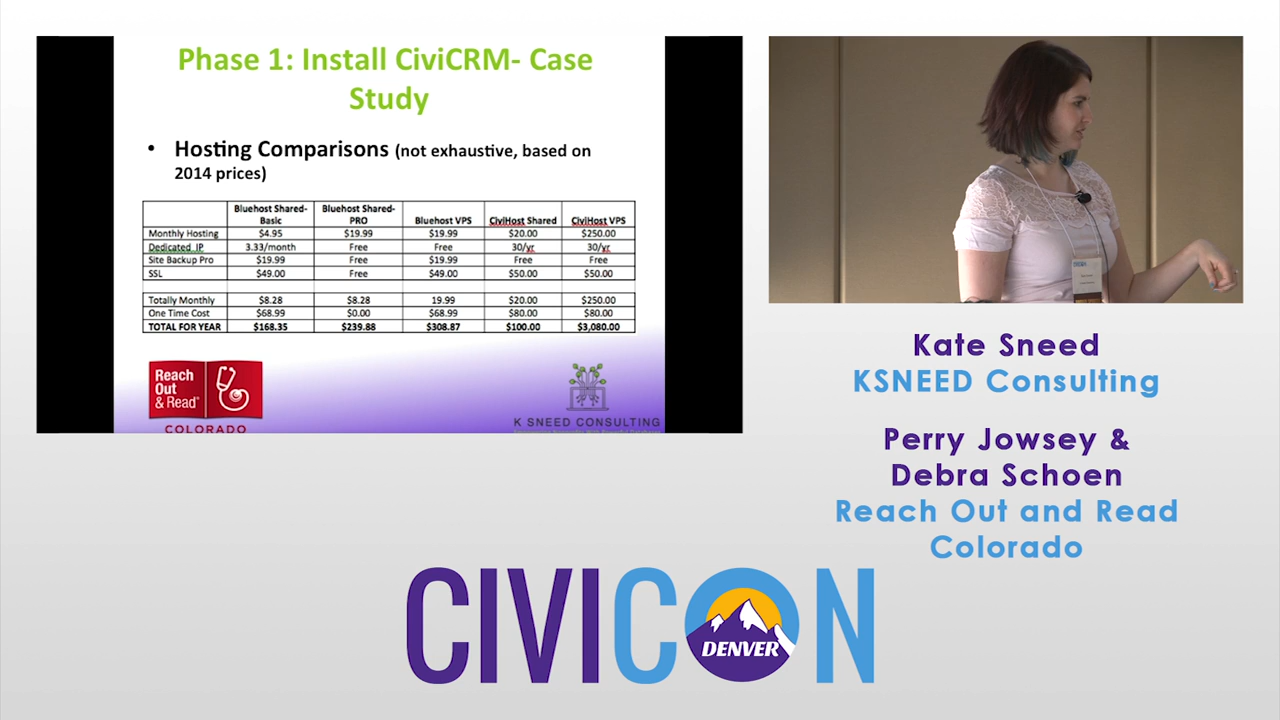 Phase 1: Install CiviCRM- Case
Study
• Hosting Comparisons (not exhaustive, based on
2014 prices)
Bluehost Shared-Basic Bluehost Shared-PRO Bluehost VPS CiviHost Shared CiviHost VPS
Monthly Hosting $4.95 $19.99 $19.99 $20.00 $250.00
Dedicated IP 3.33/month Free Free 30/yr 30/yr
Site Backup Pro $19.99 Free $19.99 Free Free
SSL $49.00 Free $49.00 $50.00 $50.00
Totally Monthly $8.28 $8.28 19.99 $20.00 $250.00
One Time Cost $68.99 $0.00 $68.99 $80.00 $80.00
TOTAL FOR YEAR $168.35 $239.88 $308.87 $100.00 $3,080.00
Reach
Out
& Read®
COLORADO
K SNEED CONSULTING
Kate Sneed
KSNEED Consulting
Perry Jowsey &
Debra Schoen
Reach Out and Read
Colorado
CIVICON
DENVER